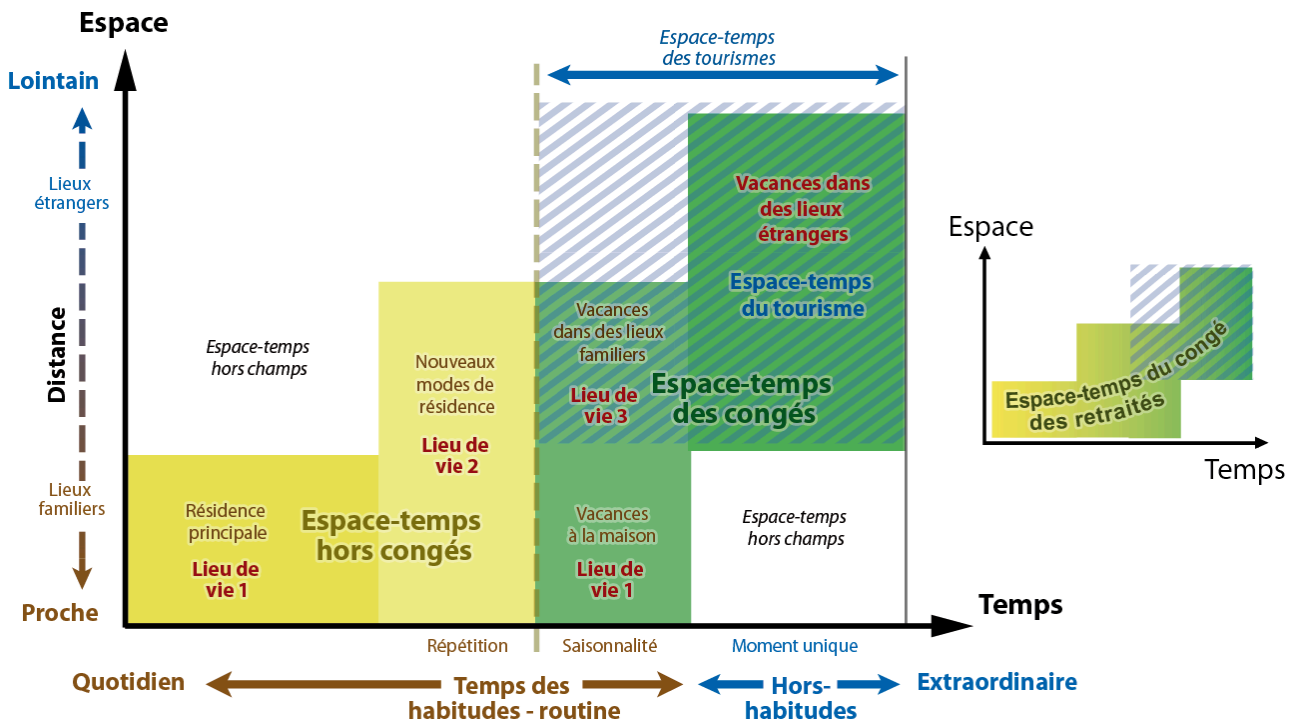 Espace
Espace-temps
des tourismes
Lointain
Lieux
étrangers
Distance
Lieux
familiers
Proche
Espace-temps
hors champs
Résidence
principale
Lieu de
vie 1
Espace-temps
hors congés
Nouveaux
modes de
résidence
Lieu de
vie 2
Vacances
dans des lieux
familiers
Lieu de
vie 3
Espace-temps
des congés
Vacances
à la maison
Lieu de
vie 1
Vacances dans
des lieux
étrangers
Espace-temps
du tourisme
Espace-temps
hors champs
Temps
Répétition
Saisonnalité
Moment unique
Quotidien
Temps des
habitudes - routine
Hors-
habitudes
Extraordinaire
Espace
Espace-temps du congé
des retraités
Temps